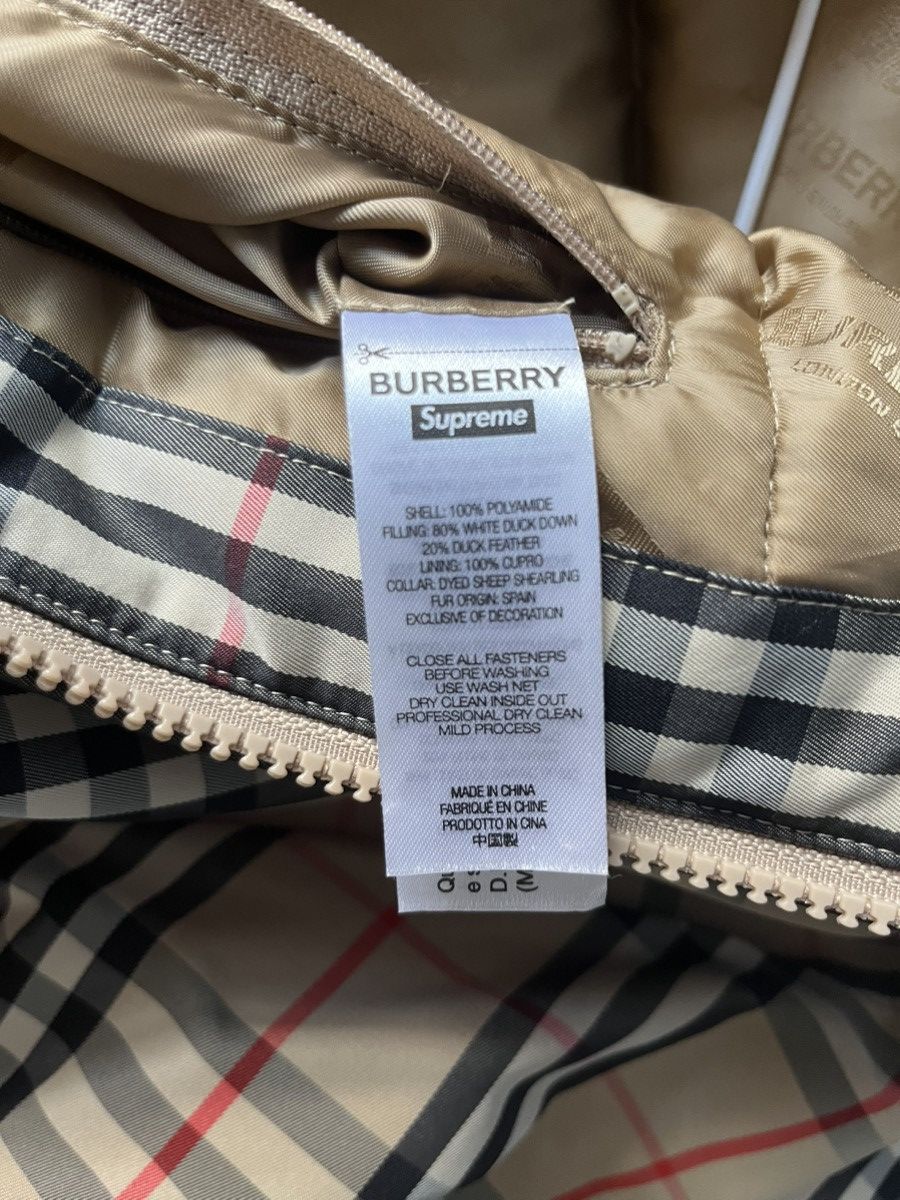 BURBERRY
Supreme
SHELL: 100% POLYAMIDE
FILLING: 80% WHITE DUCK DOWN
20% DUCK FEATHER
LINING: 100% CUPRO
COLLAR: DYED SHEEP SHEARLING
FUR ORIGIN: SPAIN
EXCLUSIVE OF DECORATION
CLOSE ALL FASTENERS
BEFORE WASHING
USE WASH NET
DRY CLEAN INSIDE OUT
PROFESSIONAL DRY CLEAN
MILD PROCESS
MADE IN CHINA
FABRIQUÉ EN CHINE
PRODOTTO IN CINA
中国製